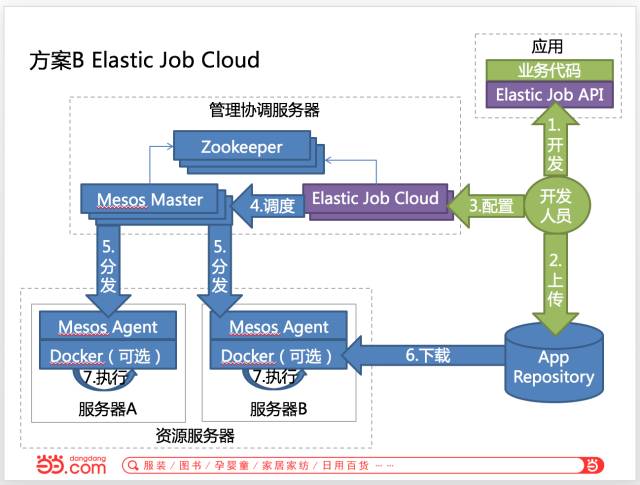 方案B Elastic Job Cloud
应用
业务代码
Elastic Job API
管理协调服务器
Zookeeper
1.
开
发
Mesos Master
4.调度
Elastic Job Cloud
3.配置
开发
人员
5.
分
发
5.
分
发
2.
上
传
Mesos Agent
Docker（可选）
7.执行
服务器A
Mesos Agent
Docker（可选）
7.执行
服务器B
6.下载
App
Repository
资源服务器
dangdang
.com
服装 / 图书 / 孕婴童 / 家居家纺 / 日用百货 ··· ···